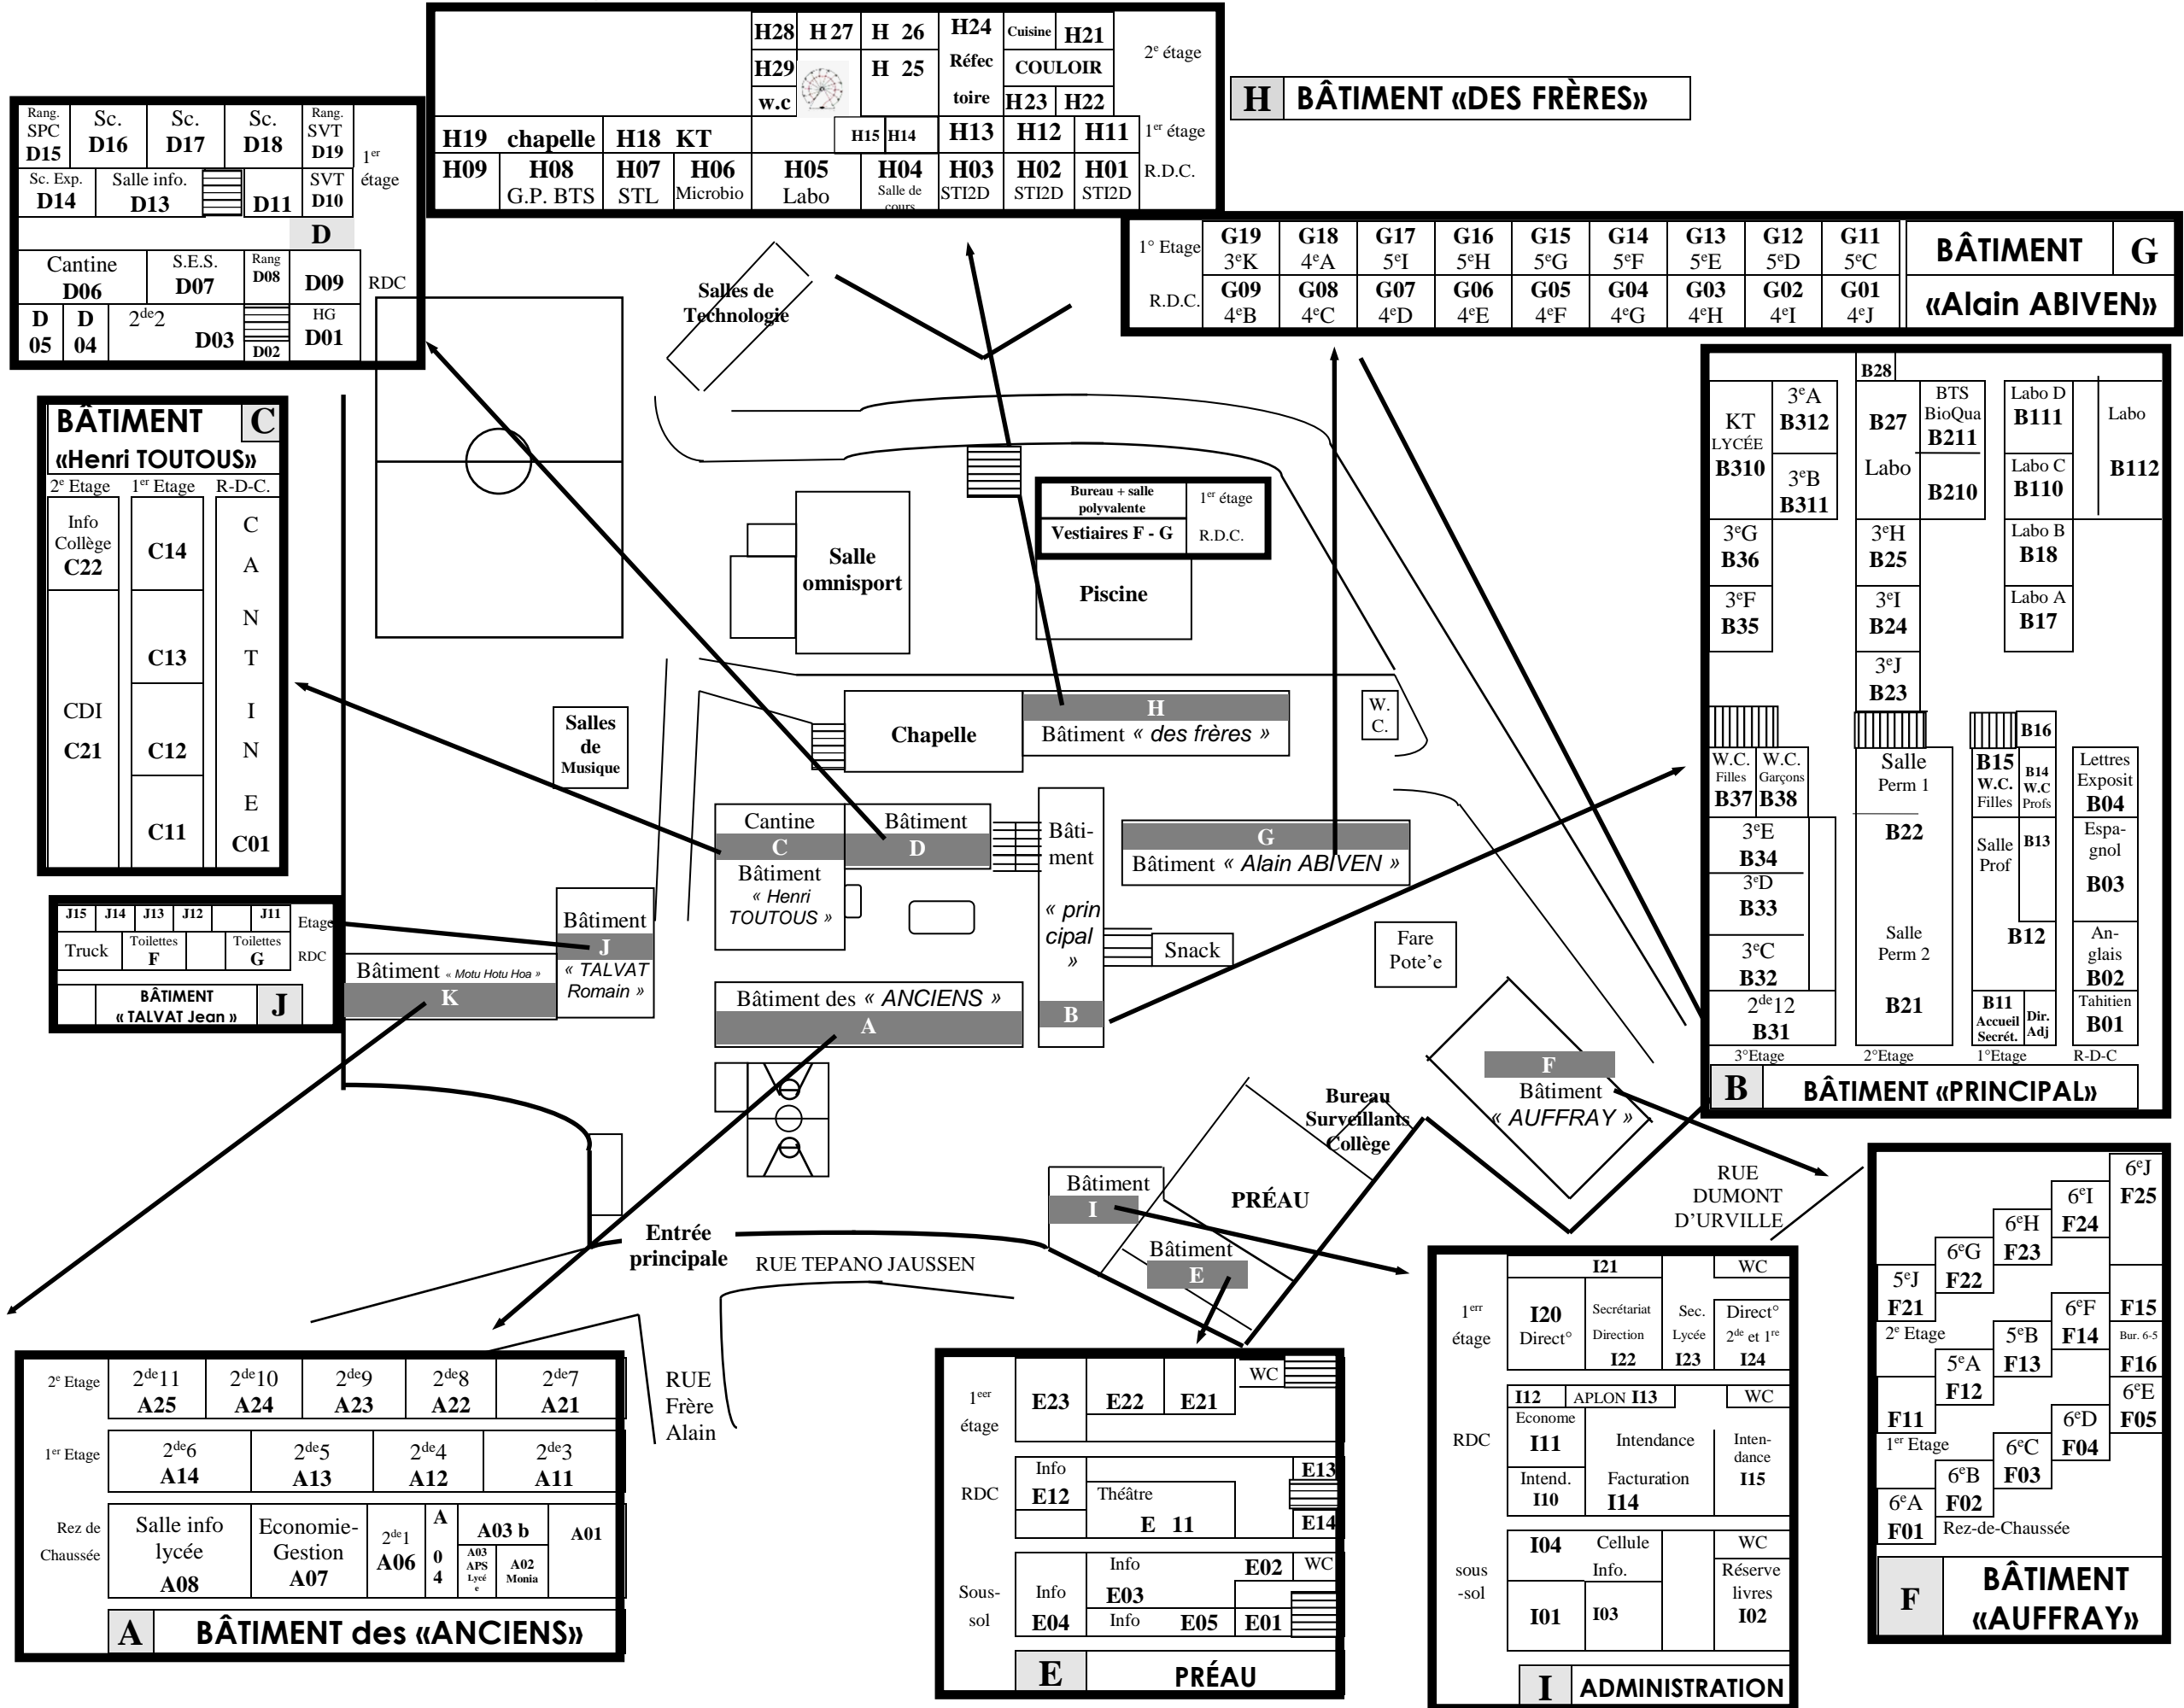 H28 H 27 H 26 H24 Cuisine H21
2e étage
H29 H 25 Réfec COULOIR
w.c toire H23 H22
H19 chapelle H18 KT H15 H14 H13 H12 H11 1er étage
H09 H08 H07 H06 H05 H04 H03 H02 H01 R.D.C.
G.P. BTS STL Microbio Labo Salle de cours STI2D STI2D STI2D
H BÂTIMENT «DES FRÈRES»
Rang. Sc. Sc. Sc. Rang.
SPC D16 D17 D18 SVT
D15 D19 1er
Sc. Exp. Salle info. SVT étage
D14 D13 D11 D10
D
Cantine S.E.S. Rang
D06 D07 D08 D09 RDC
D D 2de2 HG
05 04 D03 D02 D01
1° Etage G19 G18 G17 G16 G15 G14 G13 G12 G11
3eK 4eA 5eI 5eH 5eG 5eF 5eE 5eD 5eC
R.D.C. G09 G08 G07 G06 G05 G04 G03 G02 G01
4eB 4eC 4eD 4eE 4eF 4eG 4eH 4eI 4eJ
BÂTIMENT G
«Alain ABIVEN»
BÂTIMENT C
«Henri TOUTOUS»
2e Etage 1er Etage R-D-C.
Info
Collège
C22
CDI
C21
C14
C13
C12
C11
C
A
N
T
I
N
E
C01
Salles de
Technologie
Salle
omnisport
Bureau + salle
polyvalente
1er étage
Vestiaires F - G R.D.C.
Piscine
Salles
de
Musique
Chapelle
H
Bâtiment « des frères »
W.
C.
Cantine
C
Bâtiment
« Henri
TOUTOUS »
Bâtiment
D
Bâti-
ment
« prin
cipal
»
B
G
Bâtiment « Alain ABIVEN »
Snack
Fare
Pote'e
Bâtiment
J
« TALVAT
Romain »
Bâtiment « Motu Hotu Hoa »
K
Bâtiment des « ANCIENS »
A
F
Bâtiment
« AUFFRAY »
Bureau
Surveillants
Collège
PRÉAU
Bâtiment
I
Bâtiment
E
Entrée
principale
RUE TEPANO JAUSSEN
RUE
Frère
Alain
RUE
DUMONT
D'URVILLE
J15 J14 J13 J12 J11 Etage
Truck Toilettes Toilettes
F G RDC
BÂTIMENT
« TALVAT Jean » J
B28
KT
LYCÉE
B310
3eA
B312
3eB
B311
3eG
B36
3eF
B35
W.C.
Filles
B37
W.C.
Garçons
B38
3eE
B34
3eD
B33
3eC
B32
2de12
B31
3°Etage
B27
Labo
BTS
BioQua
B211
B210
3eH
B25
3eI
B24
3eJ
B23
Salle
Perm 1
B22
Salle
Perm 2
B21
2°Etage
Labo D
B111
Labo
B112
Labo C
B110
Labo B
B18
Labo A
B17
B16
B15
W.C.
Filles
B14
W.C
Profs
Salle
Prof
B13
B12
B11
Accueil
Secrét.
Dir.
Adj
1°Etage
Lettres
Exposit
B04
Espa-
gnol
B03
An-
glais
B02
Tahitien
B01
R-D-C
B BÂTIMENT «PRINCIPAL»
2e Etage 2de11 2de10 2de9 2de8 2de7
A25 A24 A23 A22 A21
1er Etage 2de6 2de5 2de4 2de3
A14 A13 A12 A11
Rez de
Chaussée
Salle info
lycée
A08
Economie-
Gestion
A07
2de1
A06
A
0
4
A03 b
A03
APS
Lycé
e
A02
Monia
A01
A BÂTIMENT des «ANCIENS»
1eer
étage
E23 E22 E21 WC
RDC
Info
E12
Théâtre
E 11
E13
E14
Sous-
sol
Info
E04
Info
E03
E02 WC
Info E05 E01
E PRÉAU
1err
étage
I21 WC
I20
Direct°
Secrétariat
Direction
I22
Sec.
Lycée
I23
Direct°
2de et 1re
I24
RDC
I12 APLON I13 WC
Econome
I11
Intend.
I10
Intendance
Facturation
I14
Inten-
dance
I15
sous
-sol
I04 Cellule
Info.
WC
Réserve
livres
I02
I01 I03
I ADMINISTRATION
6eJ
F25
6eI
F24
6eH
F23
6eG
F22
5eJ
F21
2e Etage
F15
Bur. 6-5
F16
6eF
F14
5eB
F13
5eA
F12
F11
1er Etage
6eE
F05
6eD
F04
6eC
F03
6eB
F02
6eA
F01
Rez-de-Chaussée
F BÂTIMENT
«AUFFRAY»